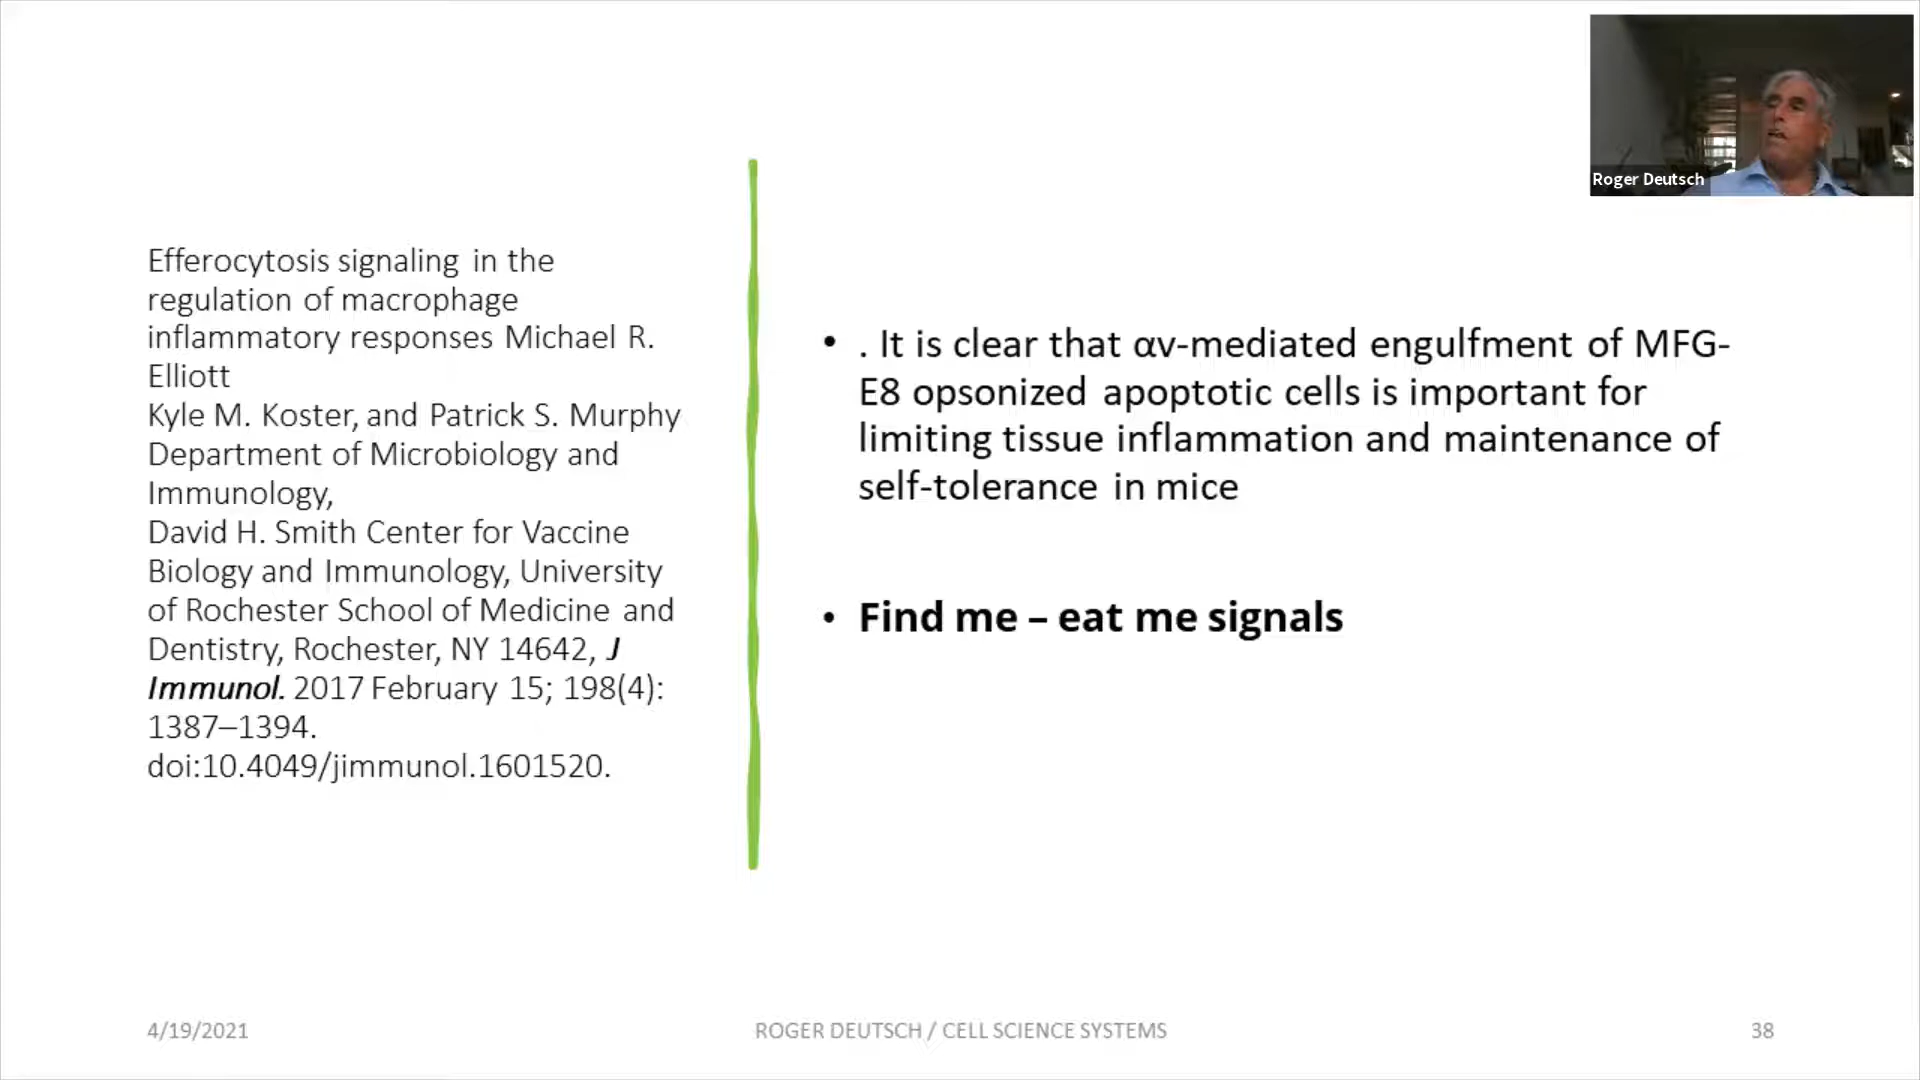 Roger Deutsch
Efferocytosis signaling in the
regulation of macrophage
inflammatory responses Michael R.
Elliott
Kyle M. Koster, and Patrick S. Murphy
Department of Microbiology and
Immunology,
David H. Smith Center for Vaccine
Biology and Immunology, University
of Rochester School of Medicine and
Dentistry, Rochester, NY 14642, J
Immunol. 2017 February 15; 198(4):
1387–1394.
doi:10.4049/jimmunol.1601520.
• . It is clear that αv-mediated engulfment of MFG-
E8 opsonized apoptotic cells is important for
limiting tissue inflammation and maintenance of
self-tolerance in mice
• Find me – eat me signals
4/19/2021
ROGER DEUTSCH / CELL SCIENCE SYSTEMS
38